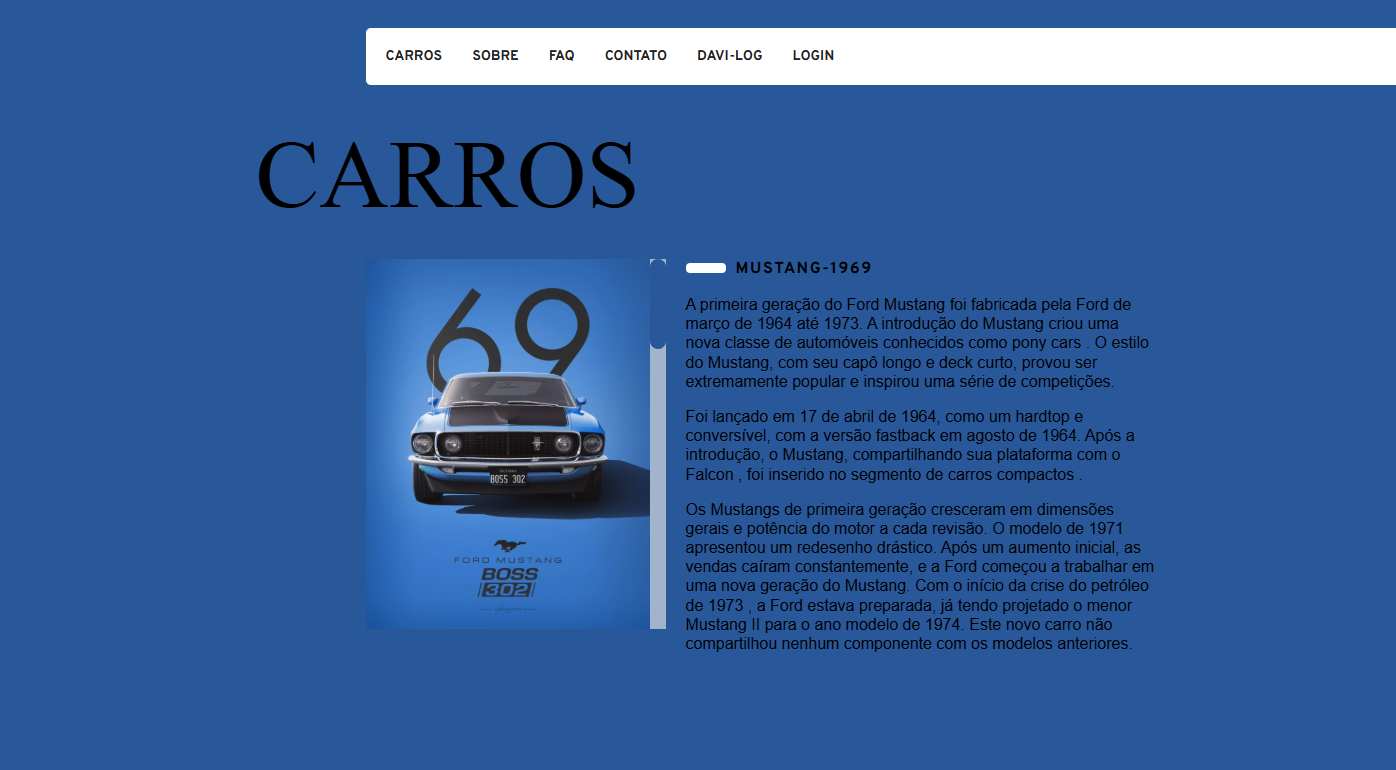 CARROS SOBRE FAQ CONTATO DAVI-LOG LOGIN
CARROS
69
BOSS 302
FORD MUSTANG
BOSS
302
MUSTANG-1969
A primeira geração do Ford Mustang foi fabricada pela Ford de
março de 1964 até 1973. A introdução do Mustang criou uma
nova classe de automóveis conhecidos como pony cars . O estilo
do Mustang, com seu capô longo e deck curto, provou ser
extremamente popular e inspirou uma série de competições.
Foi lançado em 17 de abril de 1964, como um hardtop e
conversível, com a versão fastback em agosto de 1964. Após a
introdução, o Mustang, compartilhando sua plataforma com o
Falcon , foi inserido no segmento de carros compactos .
Os Mustangs de primeira geração cresceram em dimensões
gerais e potência do motor a cada revisão. O modelo de 1971
apresentou um redesenho drástico. Após um aumento inicial, as
vendas caíram constantemente, e a Ford começou a trabalhar em
uma nova geração do Mustang. Com o início da crise do petróleo
de 1973 , a Ford estava preparada, já tendo projetado o menor
Mustang II para o ano modelo de 1974. Este novo carro não
compartilhou nenhum componente com os modelos anteriores.